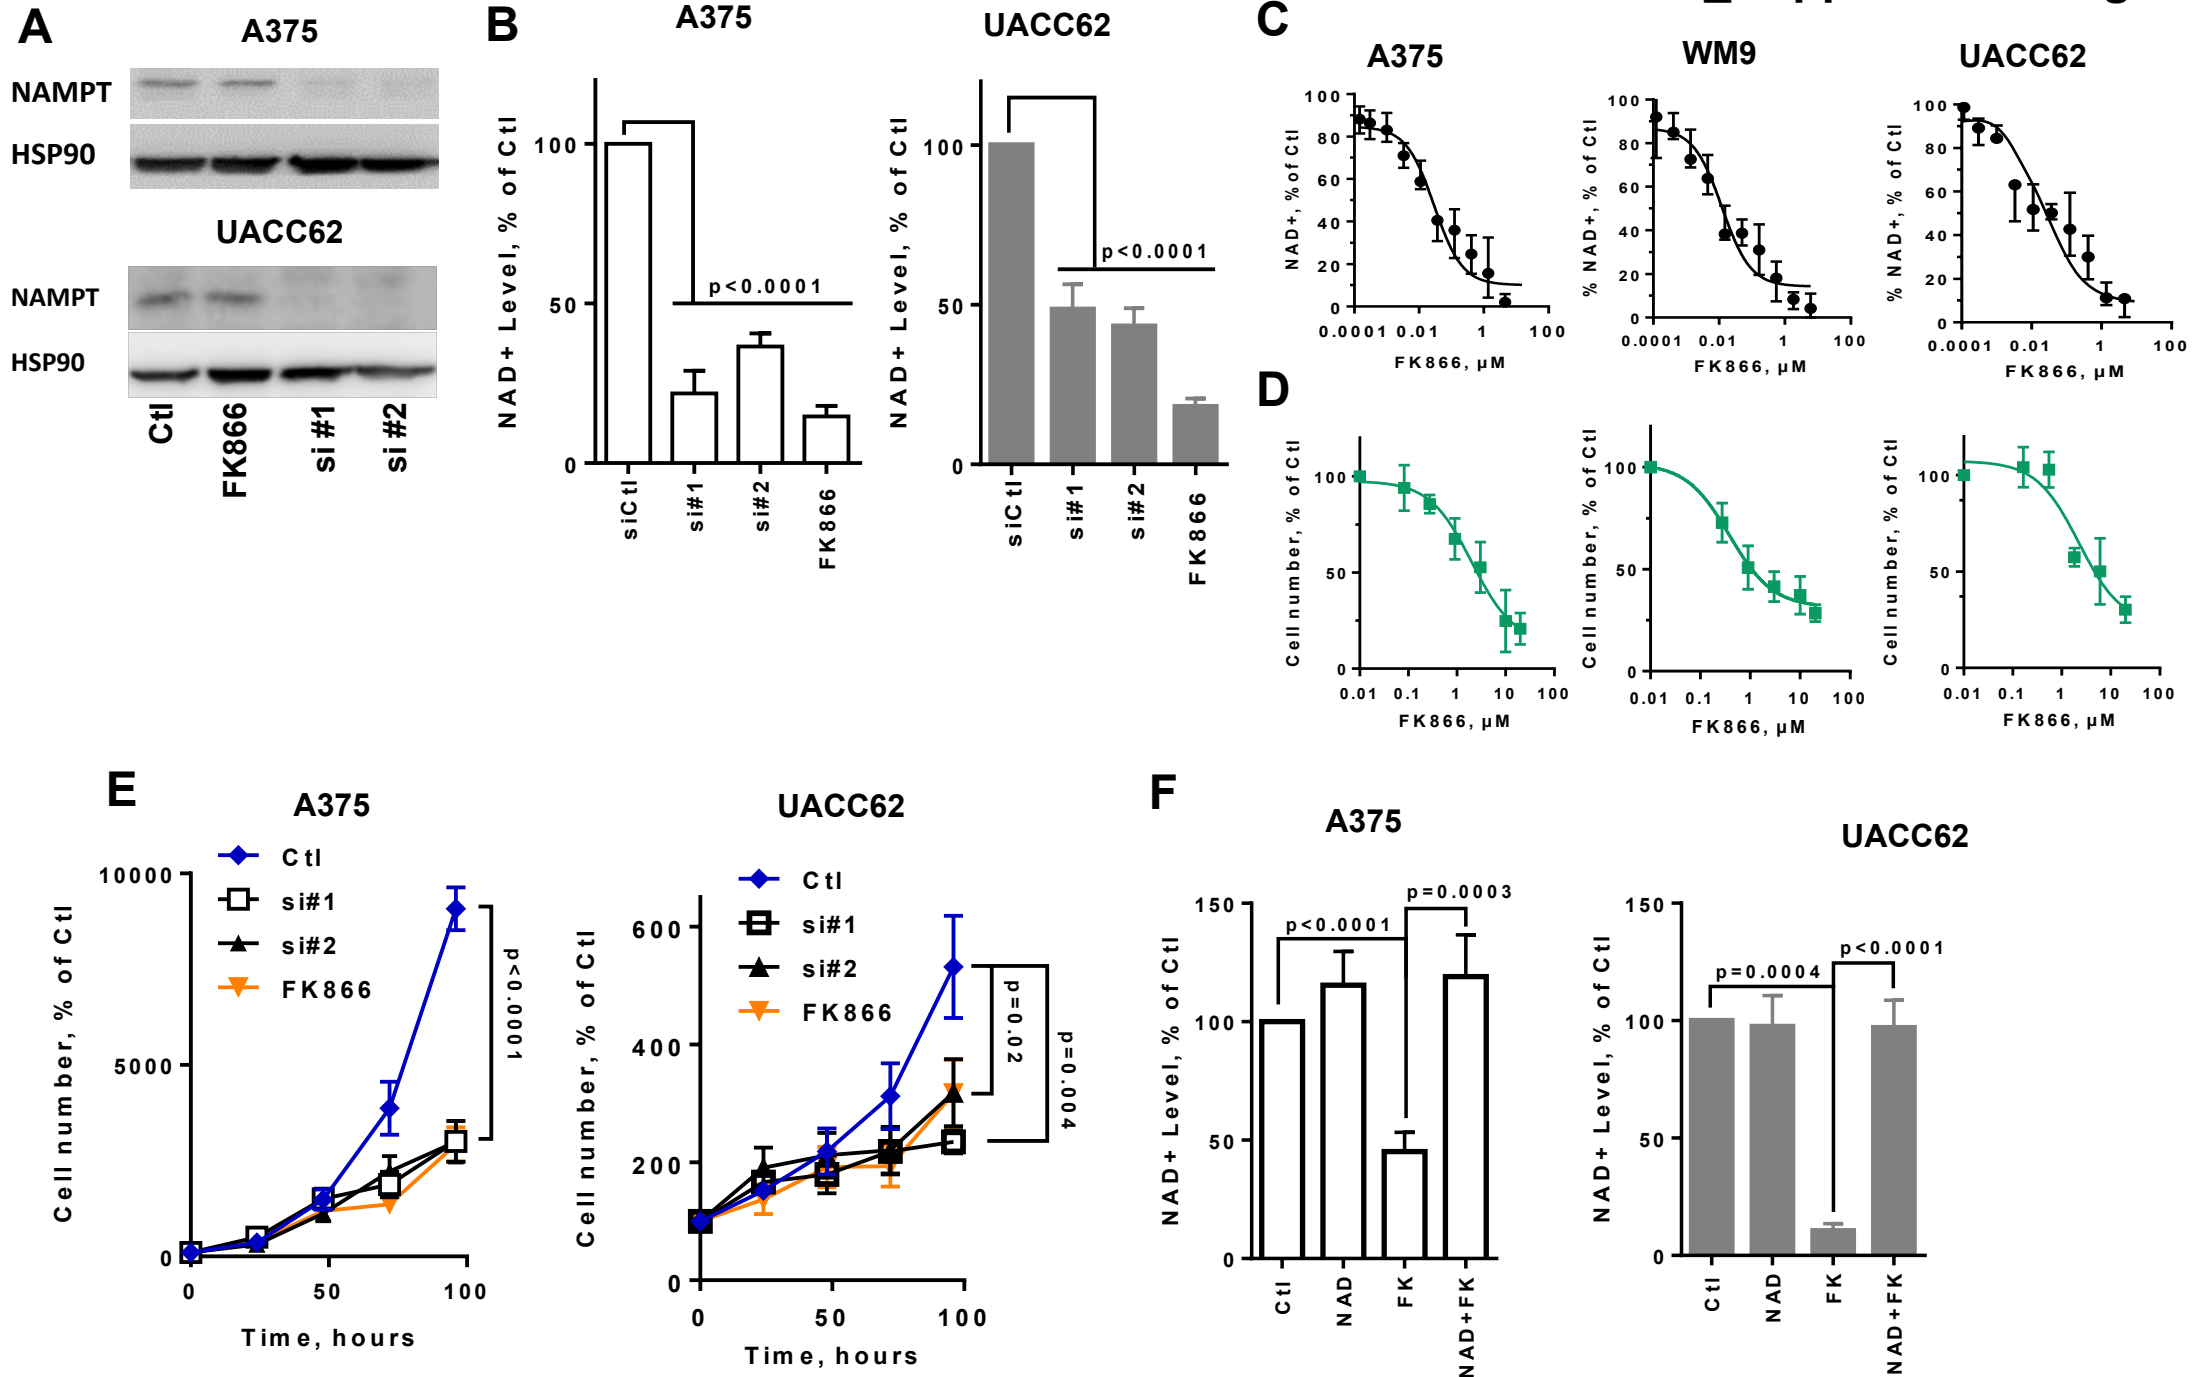 A
A375
NAMPT
HSP90
UACC62
NAMPT
HSP90
Ctl
FK866
si #1
si #2
B
A375
NAD+ Level, % of Ctl
100
50
0
p<0.0001
siCtl
si#1
si#2
FK866
UACC62
NAD+ Level, % of Ctl
100
50
0
p<0.0001
siCtl
si#1
si#2
FK866
C
A375
NAD+, % of Ctl
100
80
60
40
20
0
0.0001 0.01 1 100
FK866, µM
WM9
% NAD+, % of Ctl
100
80
60
40
20
0
0.0001 0.01 1 100
FK866, µM
UACC62
% NAD+, % of Ctl
100
80
60
40
20
0
0.0001 0.01 1 100
FK866, µM
D
Cell number, % of Ctl
100
50
0
0.01 0.1 1 10 100
FK866, µM
Cell number, % of Ctl
100
50
0
0.01 0.1 1 10 100
FK866, µM
Cell number, % of Ctl
100
50
0
0.01 0.1 1 10 100
FK866, µM
E
A375
Ctl
si#1
si#2
FK866
Cell number, % of Ctl
10000
5000
0
0 50 100
Time, hours
p<0.0001
UACC62
Ctl
si#1
si#2
FK866
Cell number, % of Ctl
600
400
200
0
0 50 100
Time, hours
p=0.02
p=0.004
F
A375
NAD+ Level, % of Ctl
150
100
50
0
p<0.0001
p=0.0003
Ctl
NAD
FK
NAD+FK
UACC62
NAD+ Level, % of Ctl
150
100
50
0
p=0.0004
p<0.0001
Ctl
NAD
FK
NAD+FK